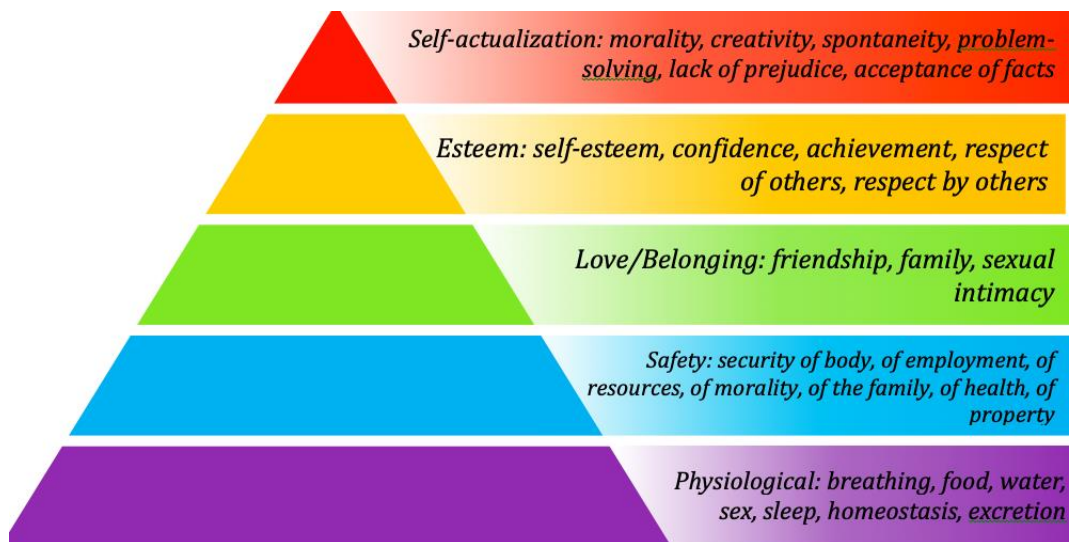 Self-actualization: morality, creativity, spontaneity, problem-
solving, lack of prejudice, acceptance of facts
Esteem: self-esteem, confidence, achievement, respect
of others, respect by others
Love/Belonging: friendship, family, sexual
intimacy
Safety: security of body, of employment, of
resources, of morality, of the family, of health, of
property
Physiological: breathing, food, water,
sex, sleep, homeostasis, excretion